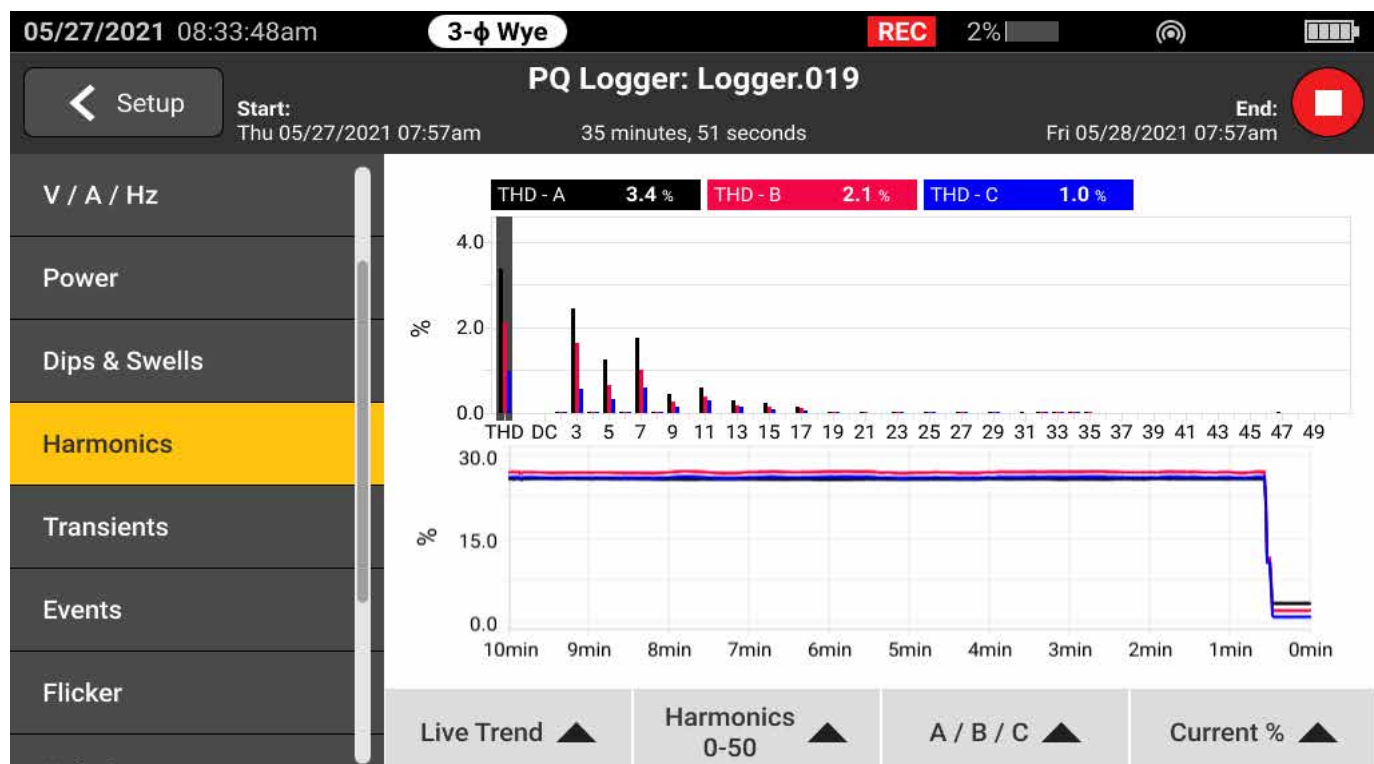 05/27/2021 08:33:48am 3-ϕ Wye REC 2%
PQ Logger: Logger.019
Setup
Start:
Thu 05/27/2021 07:57am
35 minutes, 51 seconds
End:
Fri 05/28/2021 07:57am
V / A / Hz
Power
Dips & Swells
Harmonics
Transients
Events
Flicker
THD - A 3.4 % THD - B 2.1 % THD - C 1.0 %
4.0
%
2.0
0.0
THD DC 3 5 7 9 11 13 15 17 19 21 23 25 27 29 31 33 35 37 39 41 43 45 47 49
30.0
%
15.0
0.0
10min 9min 8min 7min 6min 5min 4min 3min 2min 1min 0min
Live Trend
Harmonics
0-50
A / B / C
Current %